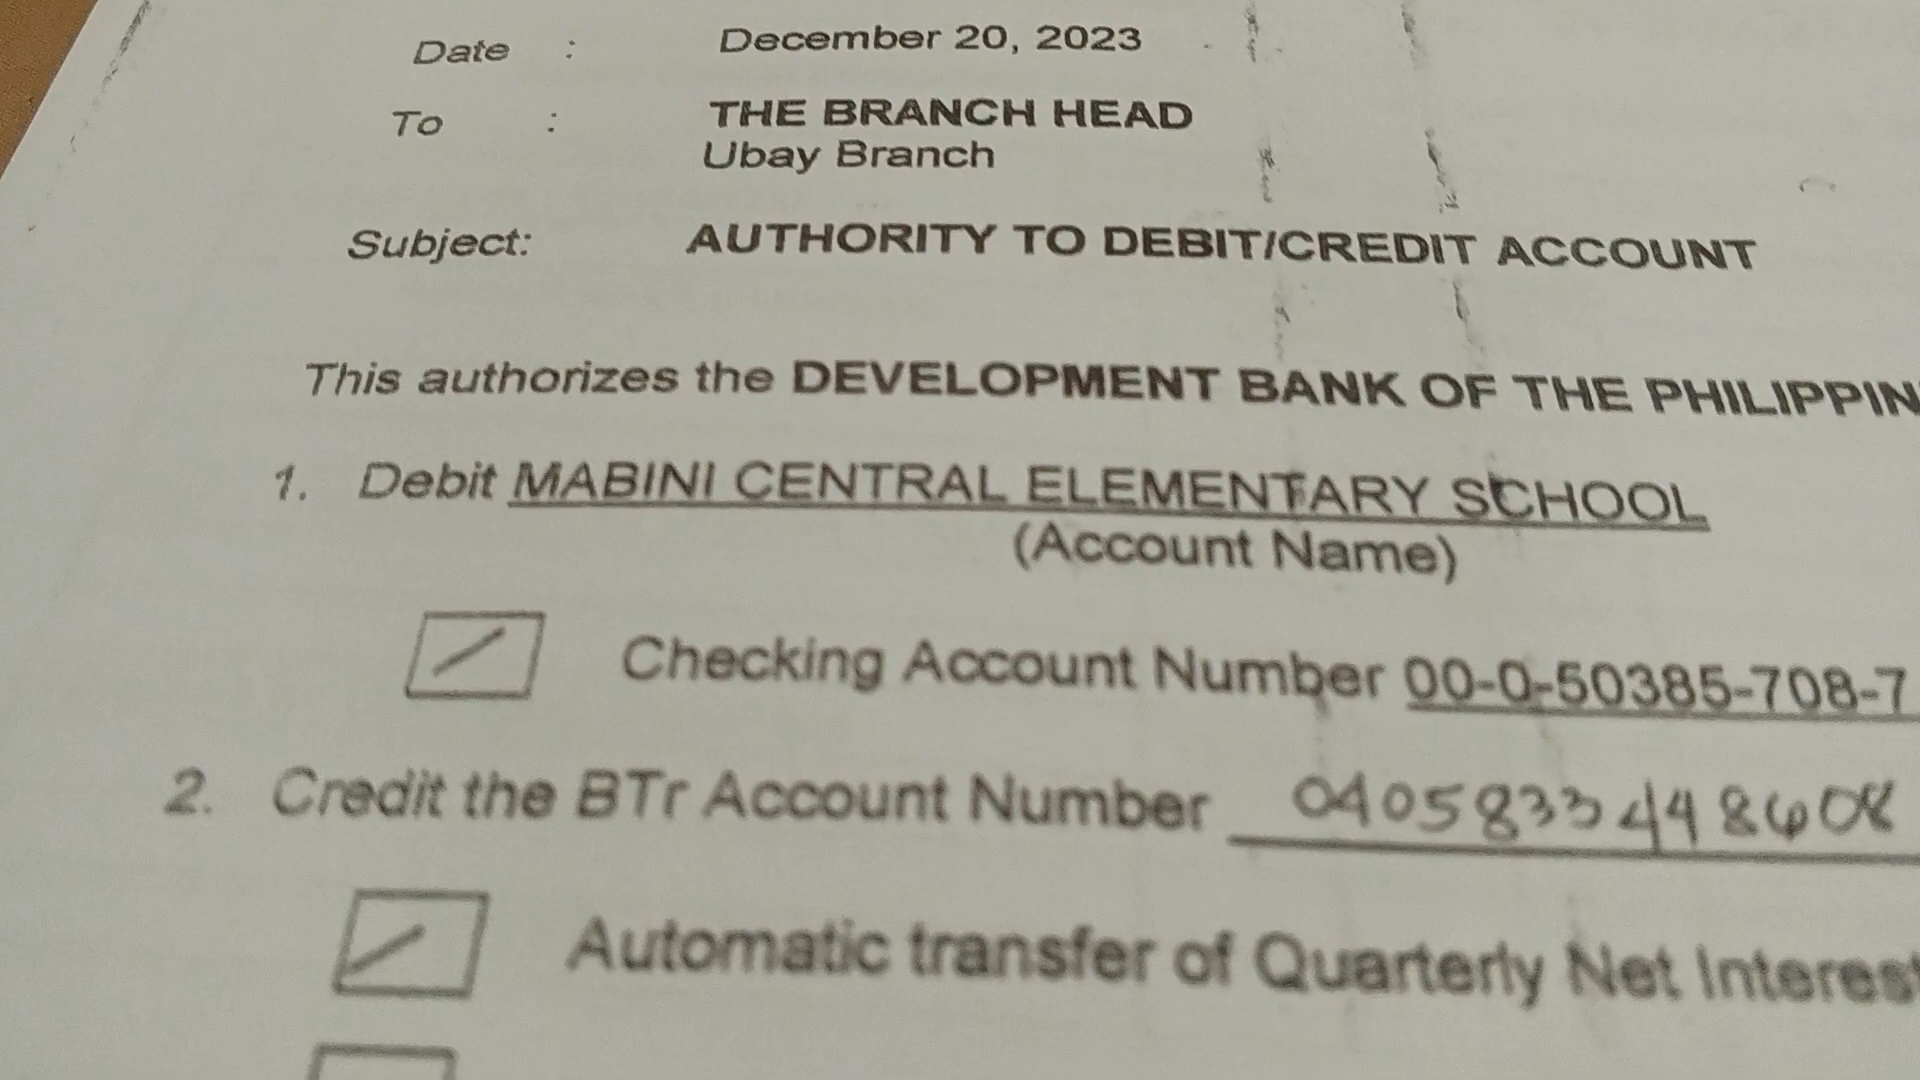 Date : December 20, 2023
To : THE BRANCH HEAD
Ubay Branch
Subject: AUTHORITY TO DEBIT/CREDIT ACCOUNT
This authorizes the DEVELOPMENT BANK OF THE PHILIPPIN
1. Debit MABINI CENTRAL ELEMENTARY SCHOOL
(Account Name)
Checking Account Number 00-0-50385-708-7
2. Credit the BTr Account Number 0405833448608
Automatic transfer of Quarterly Net Interest